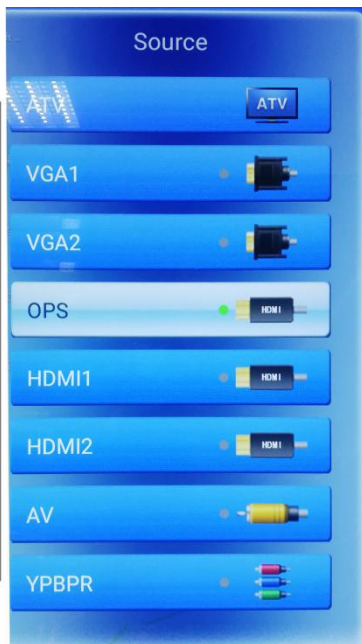 Source
ATV ATV
VGA1
VGA2
OPS HDMI
HDMI1 HDMI
HDMI2 HDMI
AV
YPBPR